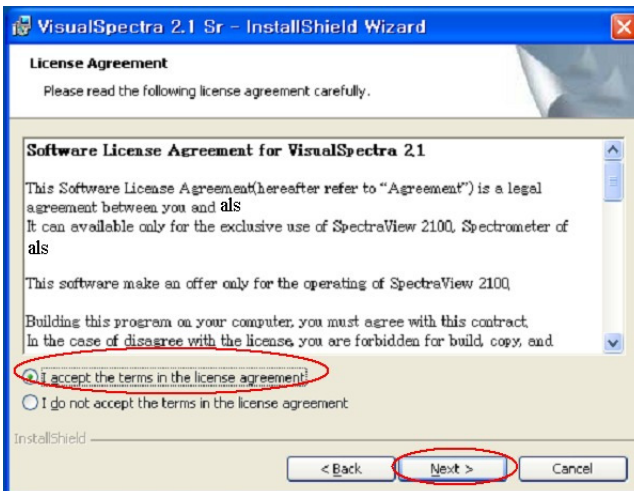 VisualSpectra 2.1 Sr - InstallShield Wizard
License Agreement
Please read the following license agreement carefully.
Software License Agreement for VisualSpectra 2.1
This Software License Agreement(hereafter refer to “Agreement”) is a legal
agreement between you and als
It can available only for the exclusive use of SpectraView 2100, Spectrometer of
als
This software make an offer only for the operating of SpectraView 2100,
Building this program on your computer, you must agree with this contract,
In the case of disagree with the license, you are forbidden for build, copy, and
I accept the terms in the license agreement
I do not accept the terms in the license agreement
InstallShield
< Back Next > Cancel